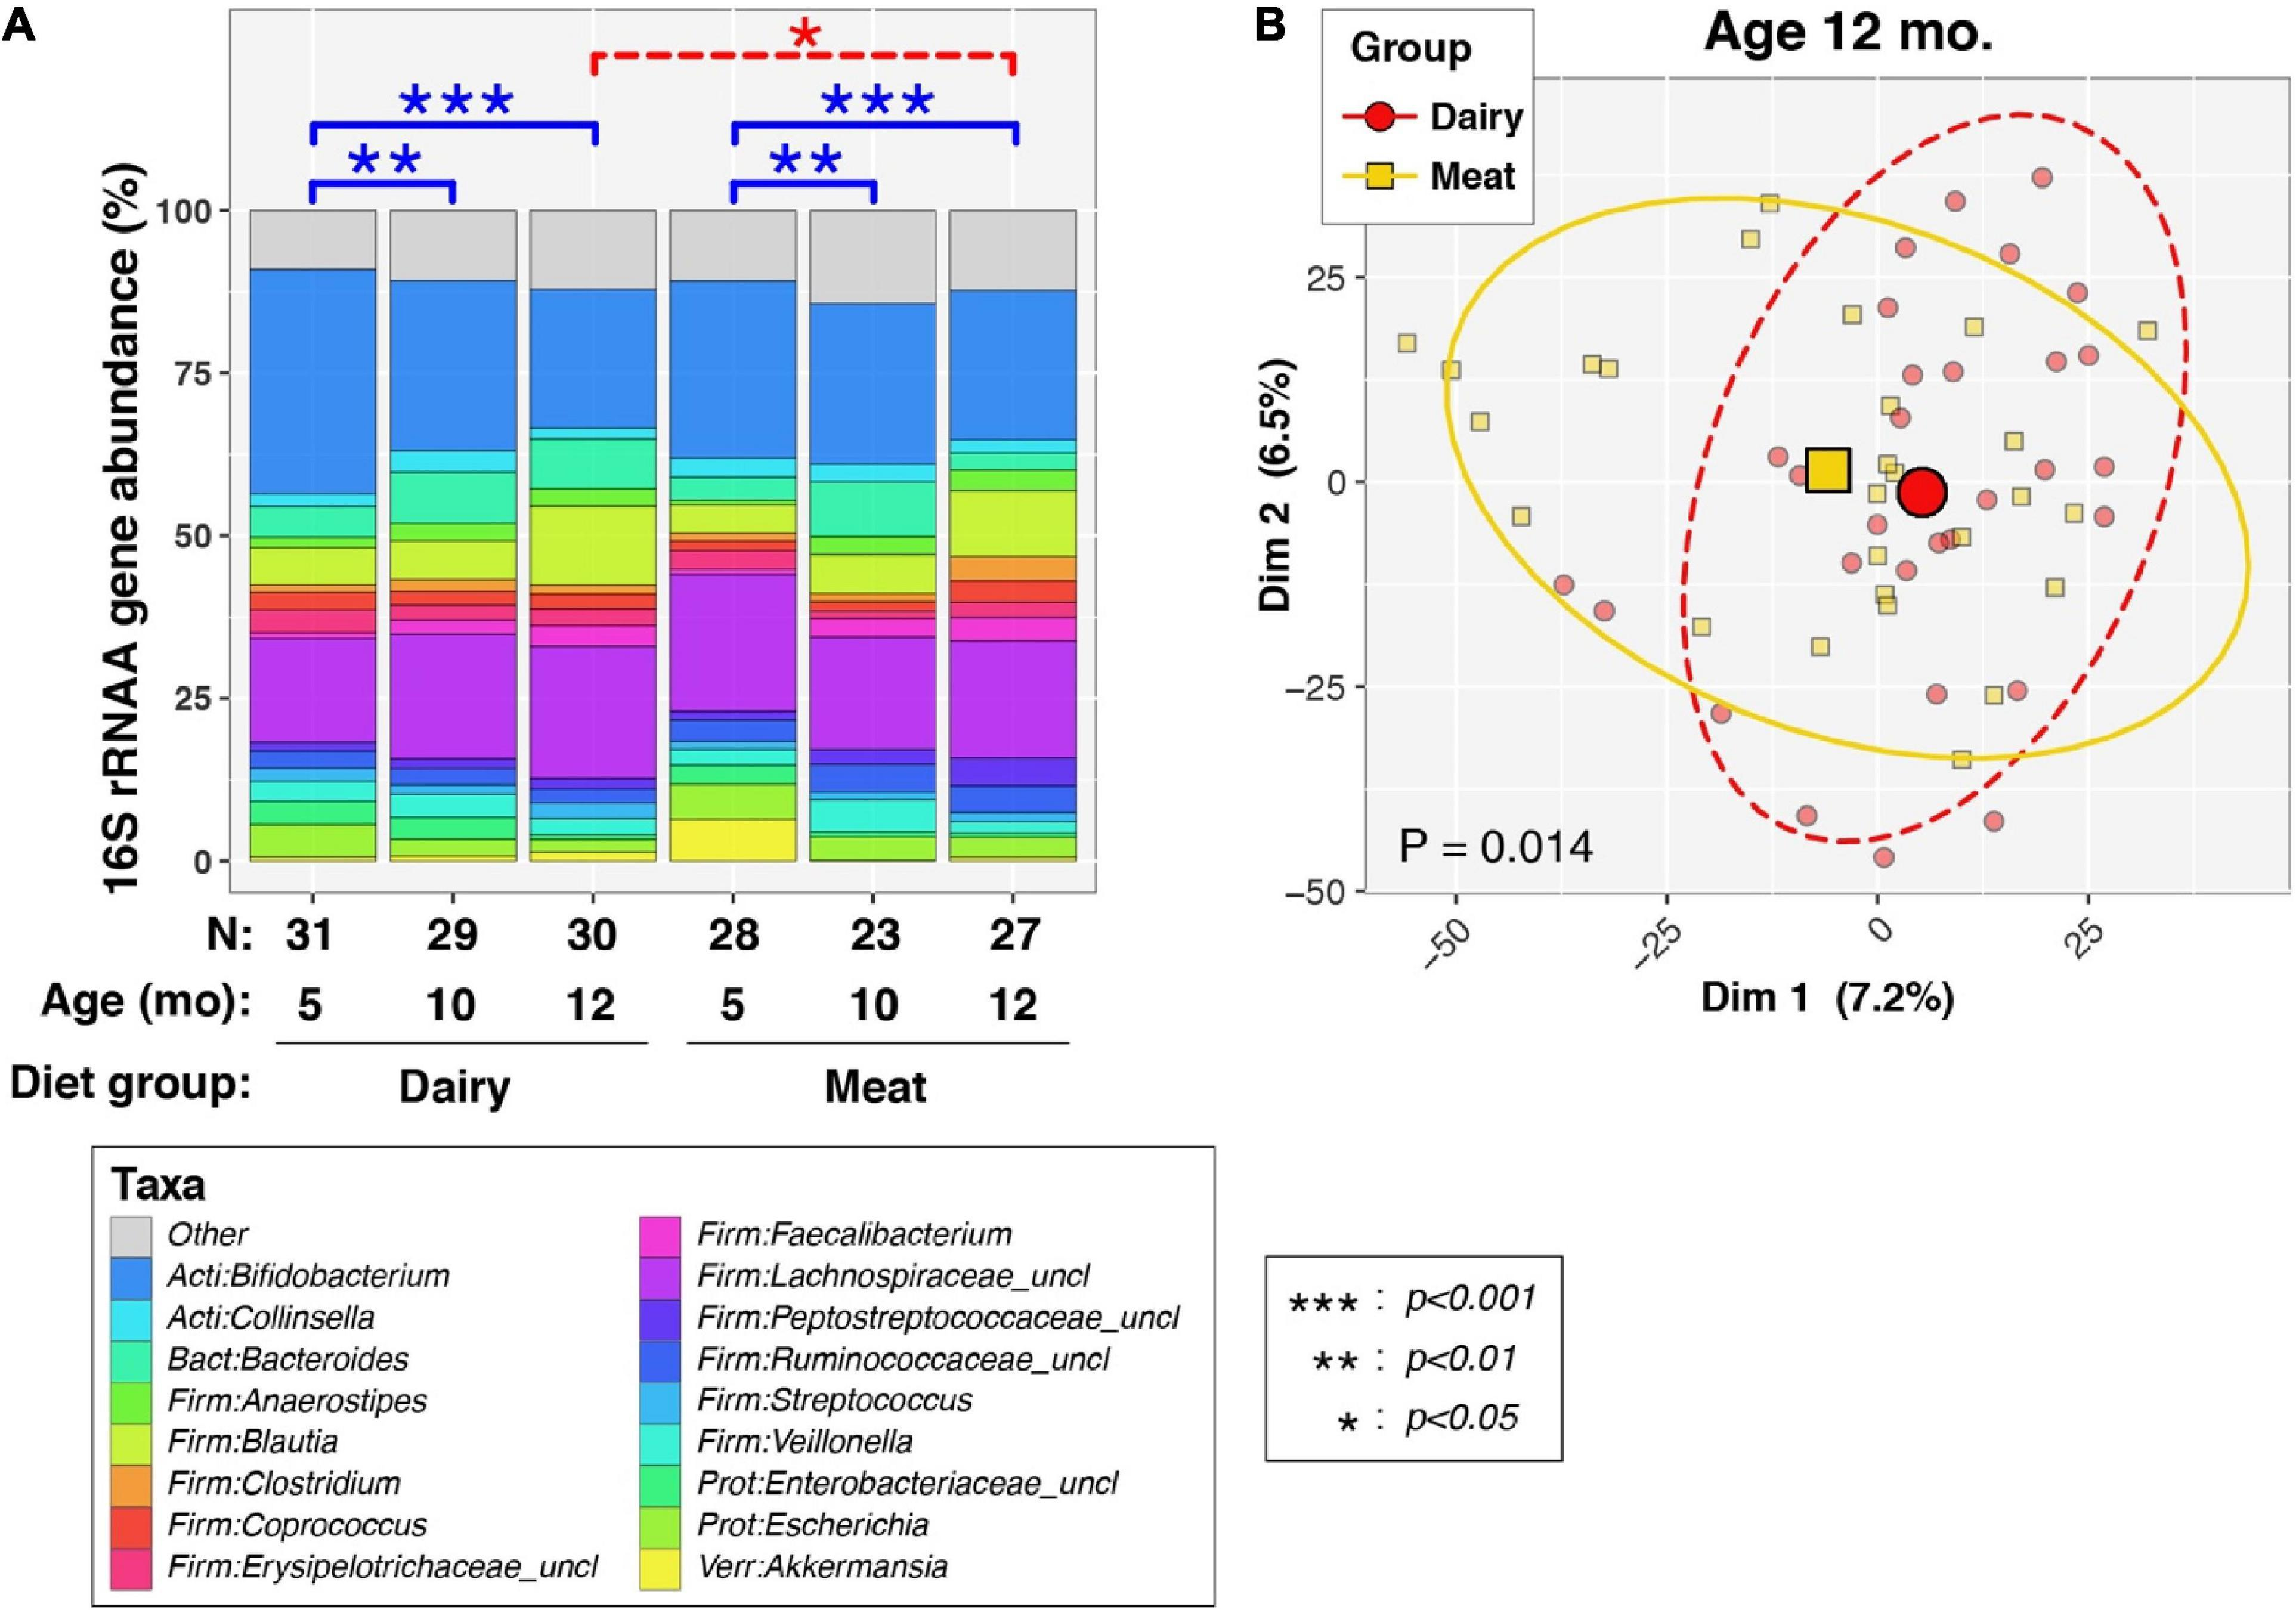 A
16S rRNAA gene abundance (%)
100
75
50
25
0
*
***
**
***
**
N: 31 29 30 28 23 27
Age (mo): 5 10 12 5 10 12
Diet group: Dairy Meat
Taxa
Other
Acti:Bifidobacterium
Acti:Collinsella
Bact:Bacteroides
Firm:Anaerostipes
Firm:Blautia
Firm:Clostridium
Firm:Coprococcus
Firm:Erysipelotrichaceae_uncl
Firm:Faecalibacterium
Firm:Lachnospiraceae_uncl
Firm:Peptostreptococcaceae_uncl
Firm:Ruminococcaceae_uncl
Firm:Streptococcus
Firm:Veillonella
Prot:Enterobacteriaceae_uncl
Prot:Escherichia
Verr:Akkermansia
B
Age 12 mo.
Group
Dairy
Meat
Dim 2 (6.5%)
25
0
−25
−50
P = 0.014
−50 −25 0 25
Dim 1 (7.2%)
*** : p<0.001
** : p<0.01
* : p<0.05